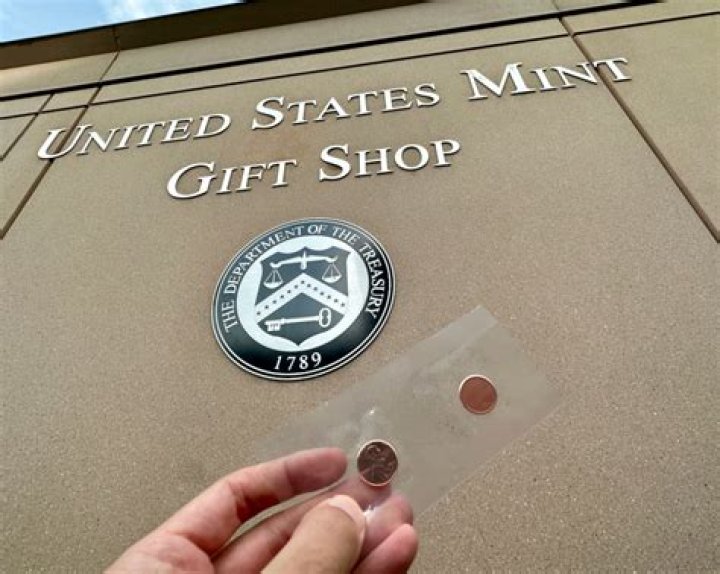 UNITED STATES MINT
GIFT SHOP
THE DEPARTMENT OF THE TREASURY
1789